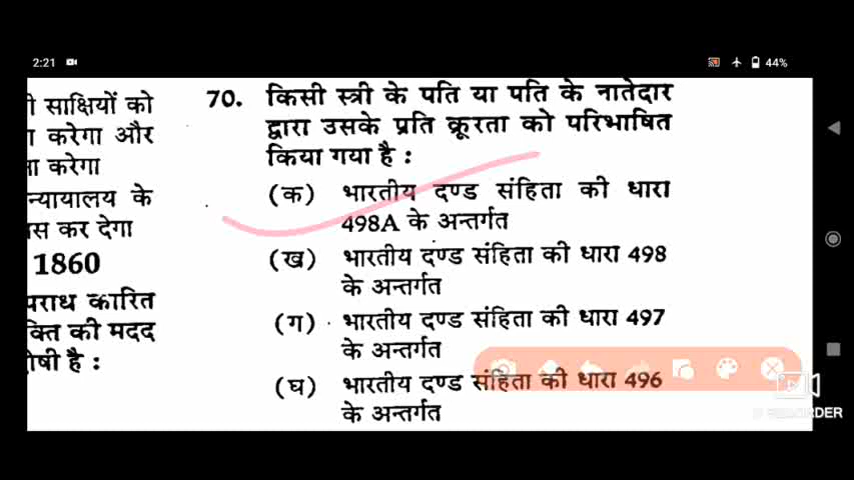 2:21
44%
ी साक्षियों को
ा करेगा और
ा करेगा
न्यायालय के
ास कर देगा
1860
पराध कारित
क्ति की मदद
ोषी है :
70. किसी स्त्री के पति या पति के नातेदार
द्वारा उसके प्रति क्रूरता को परिभाषित
किया गया है :
(क) भारतीय दण्ड संहिता की धारा
498A के अन्तर्गत
(ख) भारतीय दण्ड संहिता की धारा 498
के अन्तर्गत
(ग) भारतीय दण्ड संहिता की धारा 497
के अन्तर्गत
(घ) भारतीय दण्ड संहिता की धारा 496
के अन्तर्गत